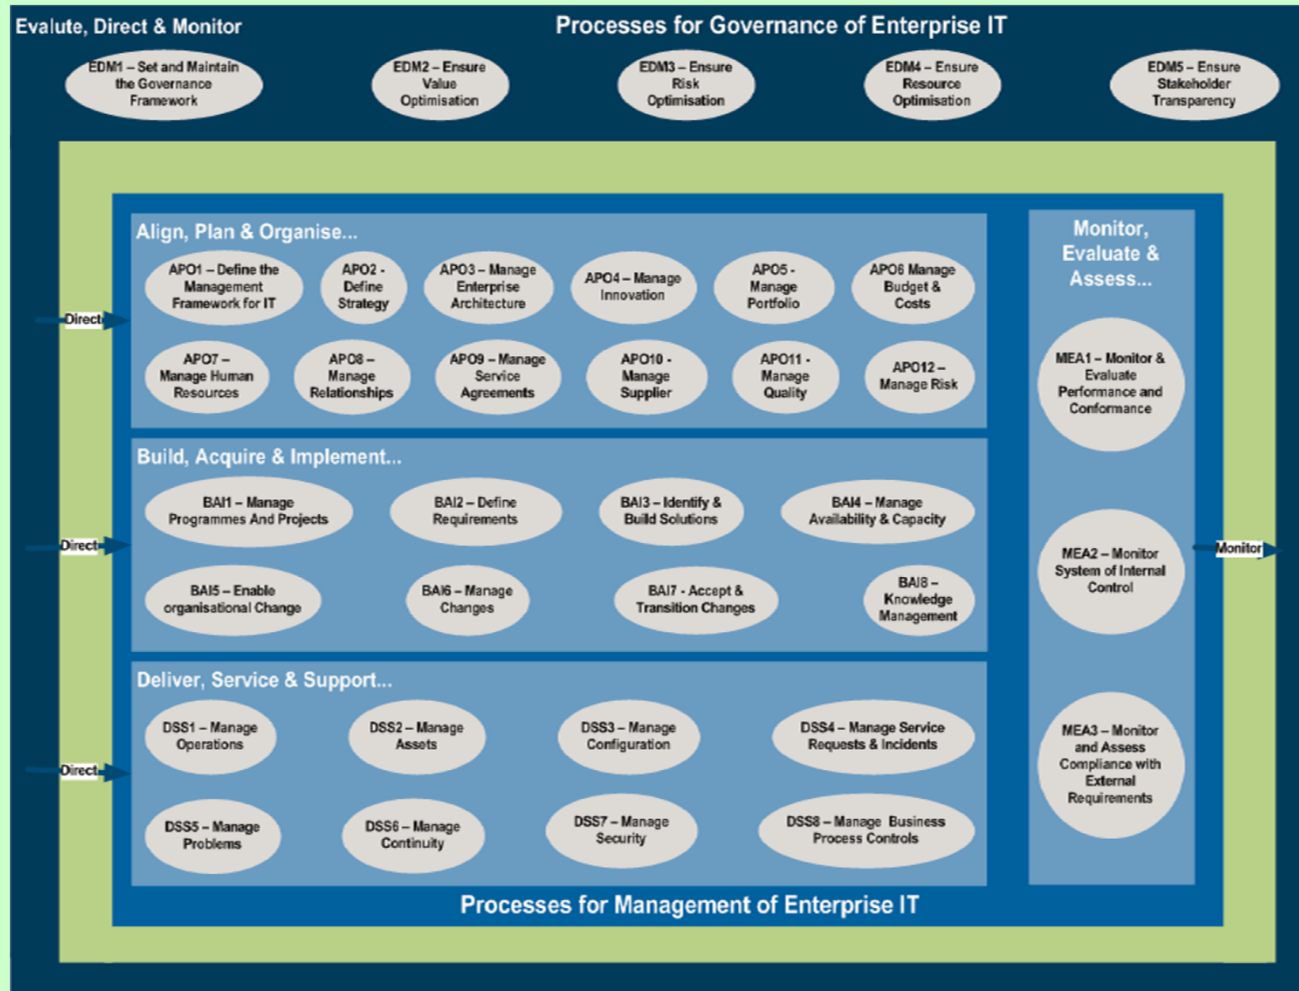 Evalute, Direct & Monitor
Processes for Governance of Enterprise IT
EDM1 – Set and Maintain
the Governance
Framework
EDM2 – Ensure
Value
Optimisation
EDM3 – Ensure
Risk
Optimisation
EDM4 – Ensure
Resource
Optimisation
EDM5 – Ensure
Stakeholder
Transparency
Align, Plan & Organise...
APO1 – Define the
Management
Framework for IT
APO2 -
Define
Strategy
APO3 – Manage
Enterprise
Architecture
APO4 – Manage
Innovation
APO5 -
Manage
Portfolio
APO6 Manage
Budget &
Costs
Direct
APO7 –
Manage Human
Resources
APO8 –
Manage
Relationships
APO9 – Manage
Service
Agreements
APO10 -
Manage
Supplier
APO11 -
Manage
Quality
APO12 –
Manage Risk
Build, Acquire & Implement...
BAI1 – Manage
Programmes And Projects
BAI2 – Define
Requirements
BAI3 – Identify &
Build Solutions
BAI4 – Manage
Availability & Capacity
Direct
BAI5 – Enable
organisational Change
BAI6 – Manage
Changes
BAI7 - Accept &
Transition Changes
BAI8 –
Knowledge
Management
Deliver, Service & Support...
DSS1 – Manage
Operations
DSS2 – Manage
Assets
DSS3 – Manage
Configuration
DSS4 – Manage Service
Requests & Incidents
Direct
DSS5 – Manage
Problems
DSS6 – Manage
Continuity
DSS7 – Manage
Security
DSS8 – Manage Business
Process Controls
Monitor,
Evaluate &
Assess...
MEA1 – Monitor &
Evaluate
Performance and
Conformance
MEA2 – Monitor
System of Internal
Control
MEA3 – Monitor
and Assess
Compliance with
External
Requirements
Monitor
Processes for Management of Enterprise IT